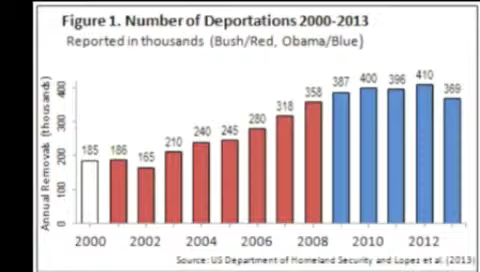 Figure 1. Number of Deportations 2000-2013
Reported in thousands (Bush/Red, Obama/Blue)
Annual Removals (thousands)
400
300
200
100
0
185 186 165 210 240 245 280 318 358 387 400 396 410 369
2000 2002 2004 2006 2008 2010 2012
Source: US Department of Homeland Security and Lopez et al. (2013)